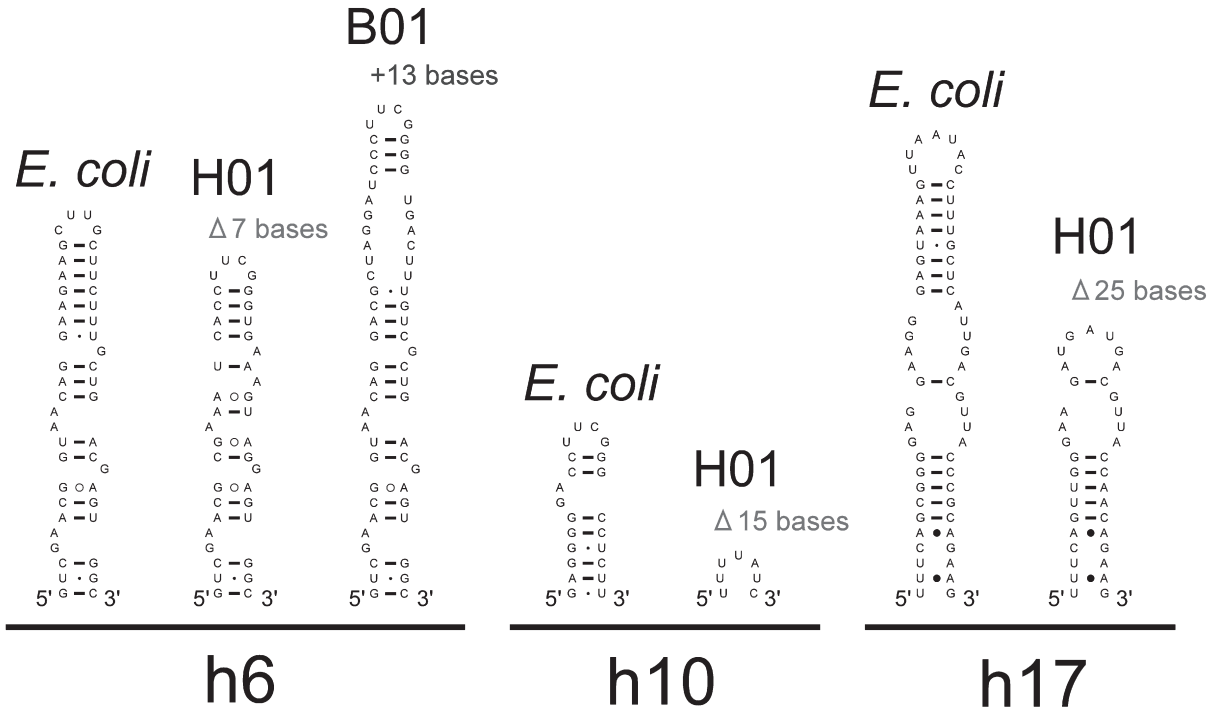 B01
+13 bases
E. coli
H01
Δ7 bases
E. coli
H01
Δ25 bases
E. coli
H01
Δ15 bases
U U
C G
G C
A U
A U
G C
A U
A U
G U
G
G C
A U
C G
A
A
U A
G C
G
G A
C G
A U
A
G
C G
U G
5' G C 3'
U C
U G
C G
C G
A U
C G
A
U A
A
A G
A U
A
G A
C G
G
G A
C G
A U
A
G
C G
U G
5' G C 3'
U C
U G
C G
C G
C G
U
A U
G G
G A
A C
U U
C U
G U
C G
A U
G C
G
G C
A U
C G
A
A
U A
G C
G
G A
C G
A U
A
G
C G
U G
5' G C 3'
U C
U G
C G
C G
A
G
G C
G C
G U
G C
A U
5' G U 3'
U
U A
U U
5' U C 3'
A
A U
U A
U C
G C
A U
A U
A U
U G
G C
A U
G C
A
G U
G U
A G
A A
G C
G
G U
A U
G A
G C
G C
G C
C G
G C
A A
C G
U A
U A
5' U G 3'
A
G U
U G
A A
G C
G
A U
A U
G A
G C
G C
U A
U A
G C
A A
C G
U A
U A
5' U G 3'
h6
h10
h17